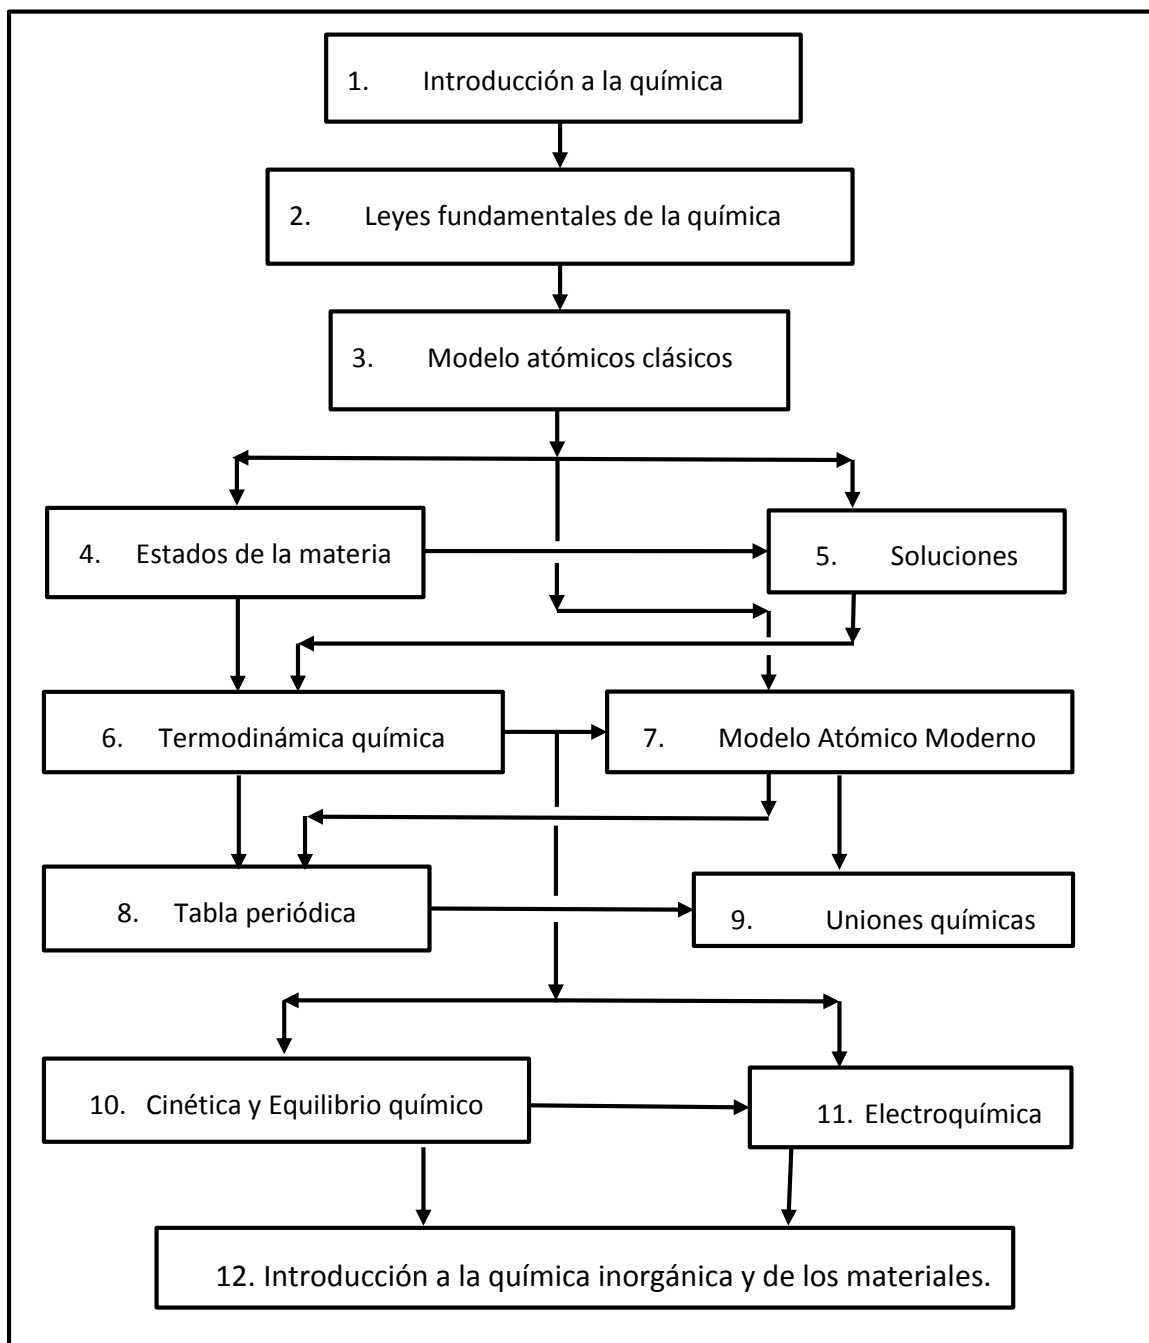 1. Introducción a la química
2. Leyes fundamentales de la química
3. Modelo atómicos clásicos
4. Estados de la materia
5. Soluciones
6. Termodinámica química
7. Modelo Atómico Moderno
8. Tabla periódica
9. Uniones químicas
10. Cinética y Equilibrio químico
11. Electroquímica
12. Introducción a la química inorgánica y de los materiales.